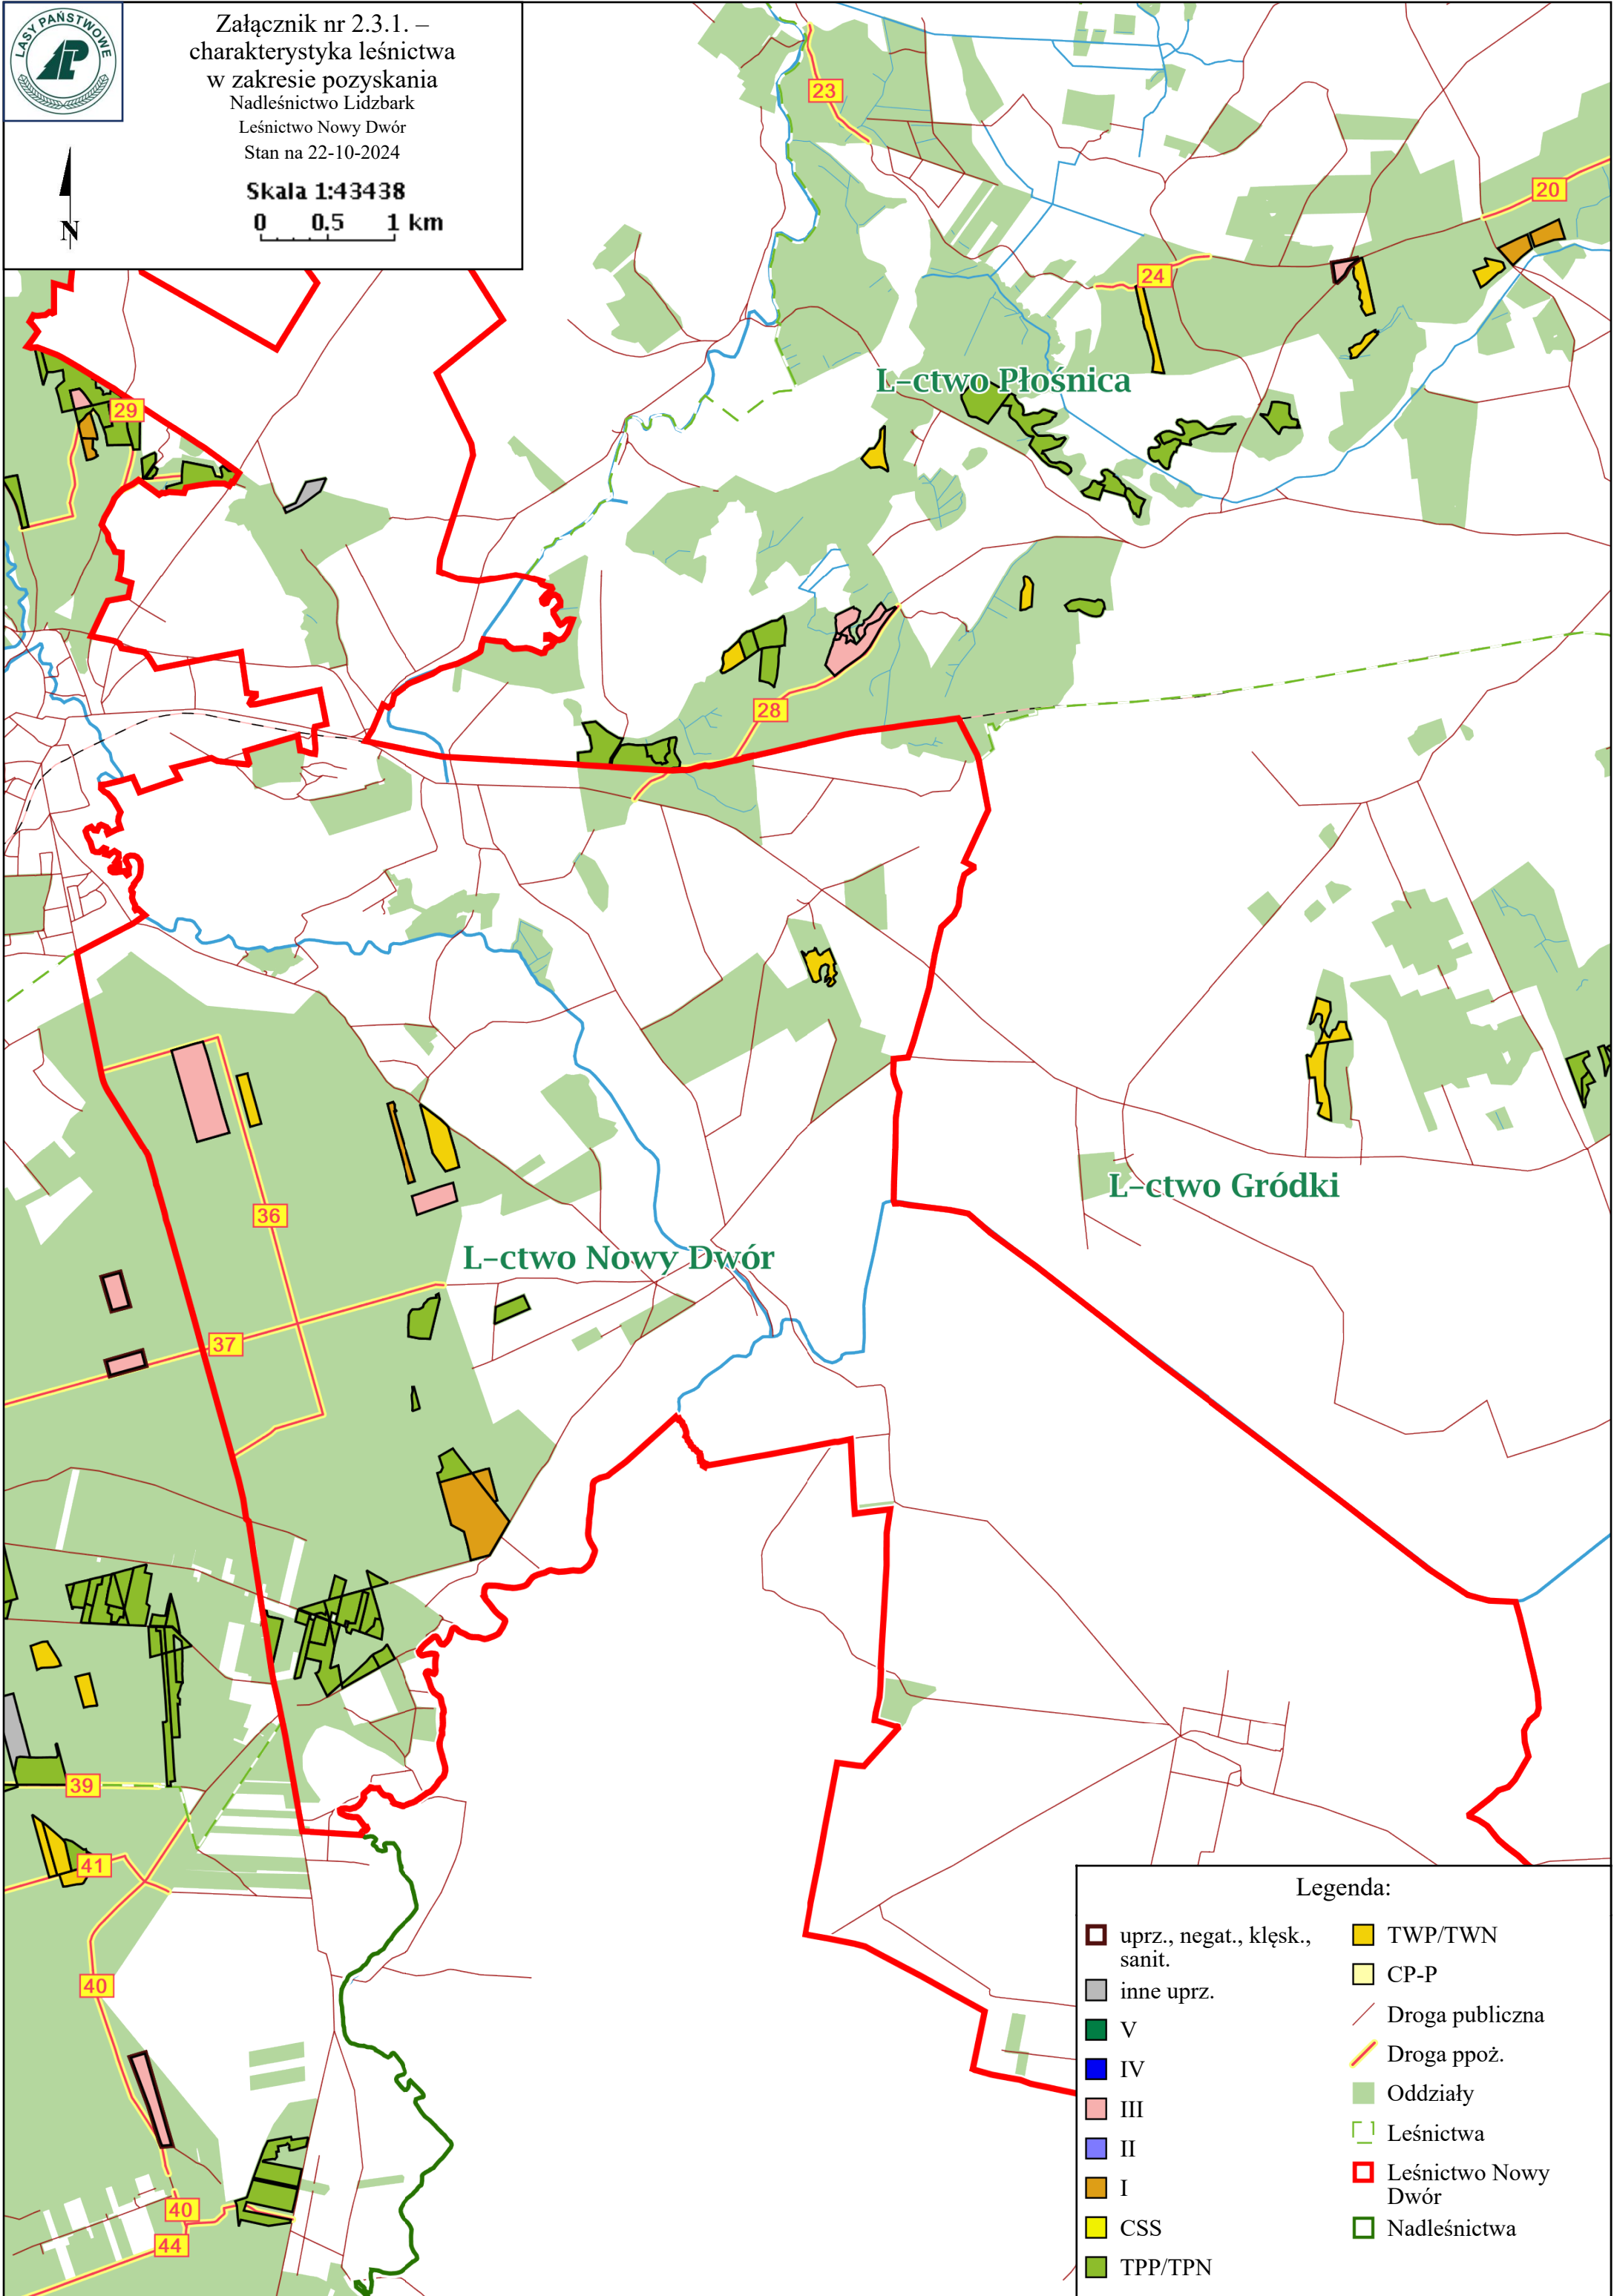 LASY PAŃSTWOWE
Załącznik nr 2.3.1. –
charakterystyka leśnictwa
w zakresie pozyskania
Nadleśnictwo Lidzbark
Leśnictwo Nowy Dwór
Stan na 22-10-2024
Skala 1:43438
0 0.5 1 km
N
23
20
24
L-ctwo Płośnica
29
28
36
L-ctwo Gródki
L-ctwo Nowy Dwór
37
39
41
40
40
44
Legenda:
uprz., negat., klęsk.,
sanit.
inne uprz.
V
IV
III
II
I
CSS
TPP/TPN
TWP/TWN
CP-P
Droga publiczna
Droga ppoż.
Oddziały
Leśnictwa
Leśnictwo Nowy
Dwór
Nadleśnictwa